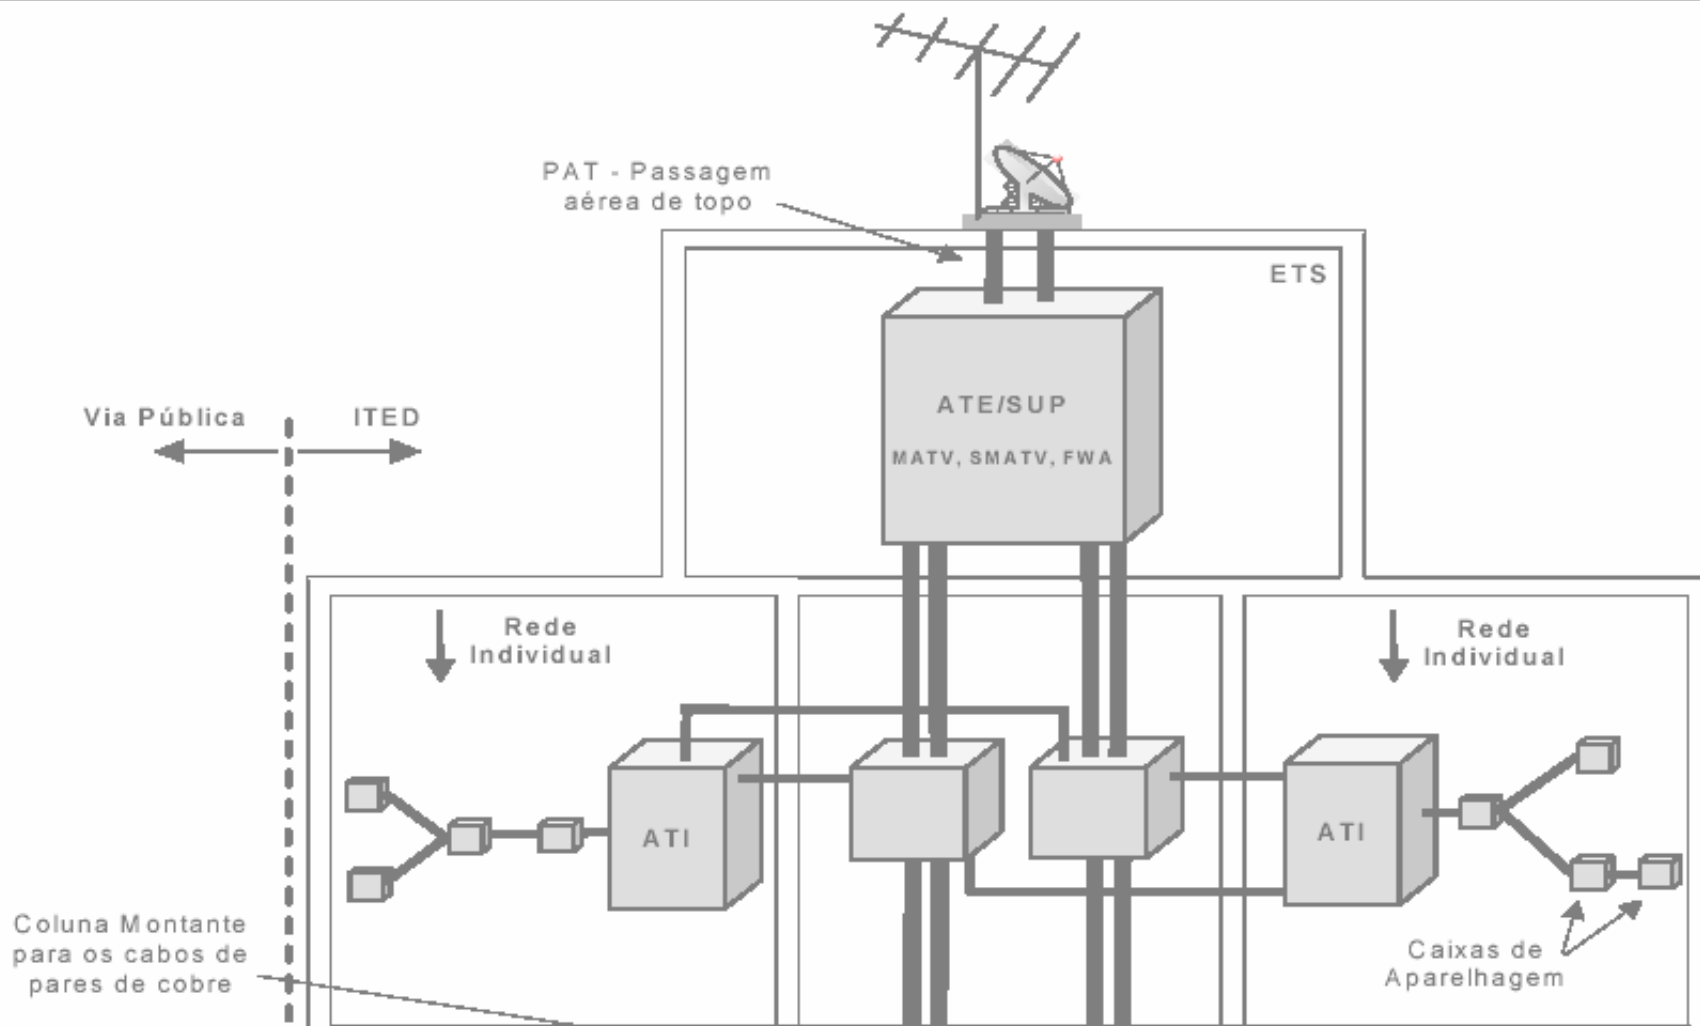 PAT - Passagem
aérea de topo
ETS
ATE/SUP
MATV, SMATV, FWA
Via Pública
ITED
Rede
Individual
Rede
Individual
ATI
ATI
Coluna Montante
para os cabos de
pares de cobre
Caixas de
Aparelhagem